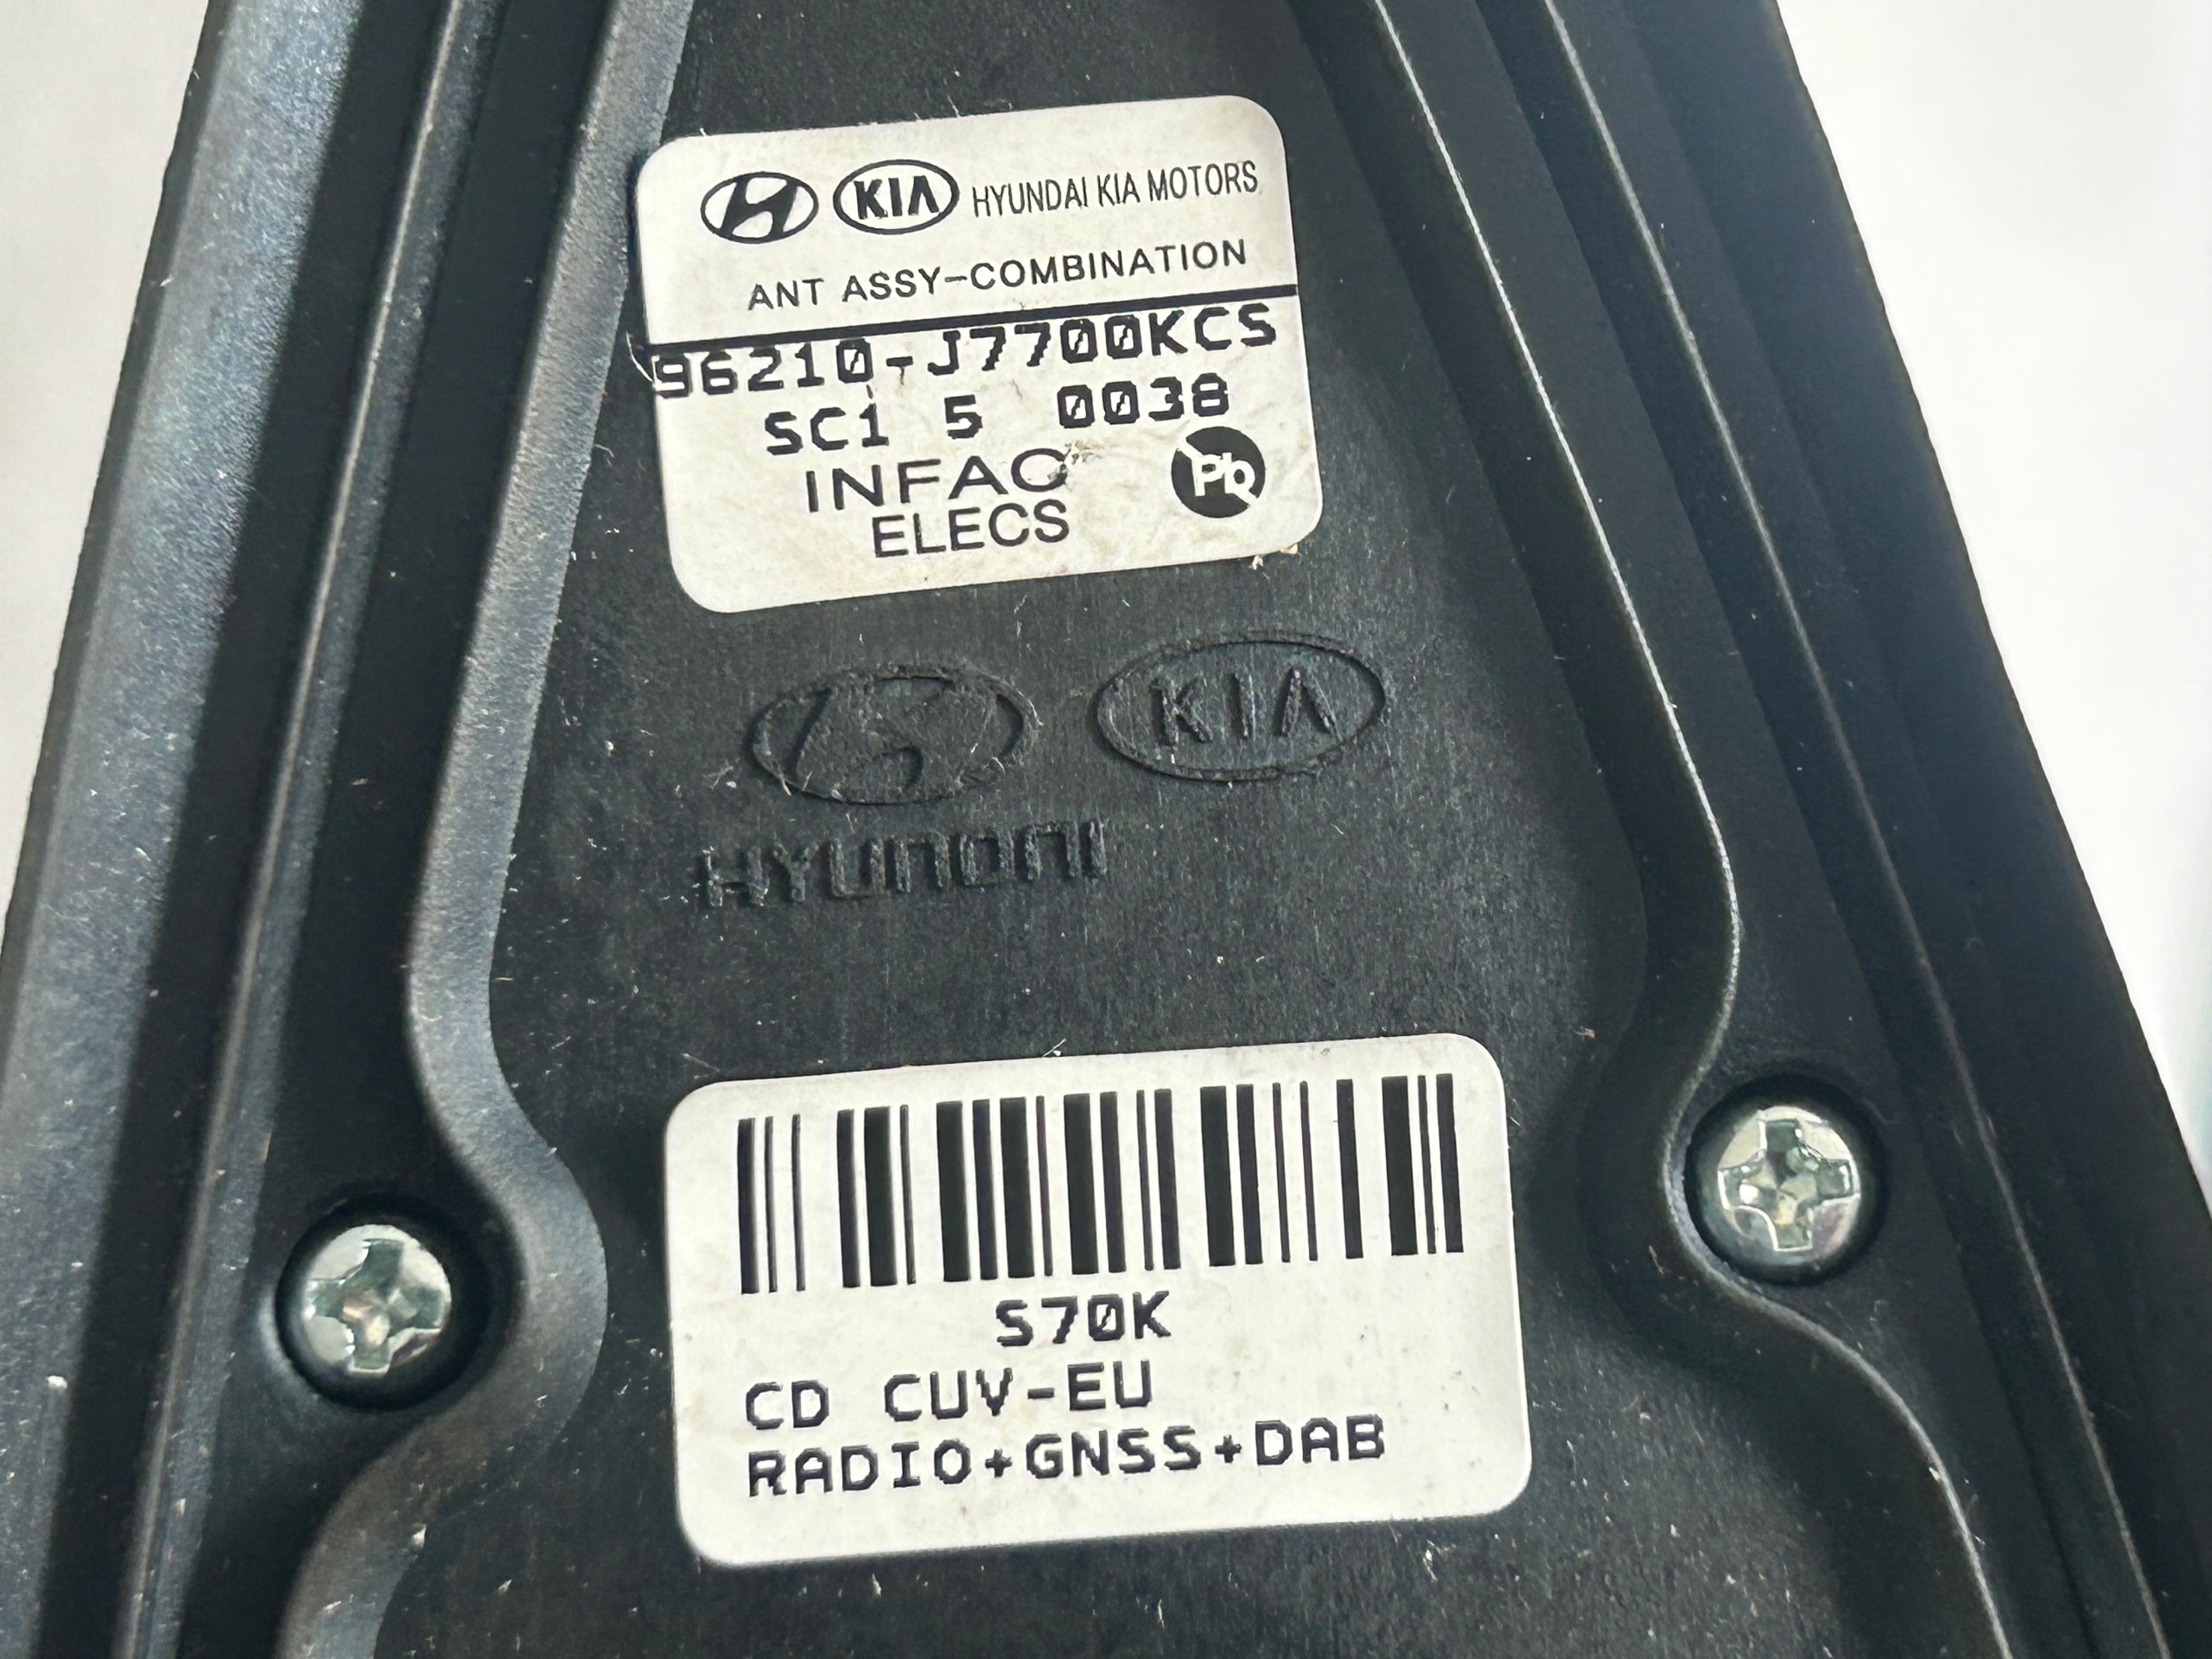 KIA HYUNDAI KIA MOTORS
ANT ASSY-COMBINATION
96210-J7700KCS
SC1 5 0038
INFAC
ELECS
Pb
KIA
HYUNDAI
S70K
CD CUV-EU
RADIO+GNSS+DAB